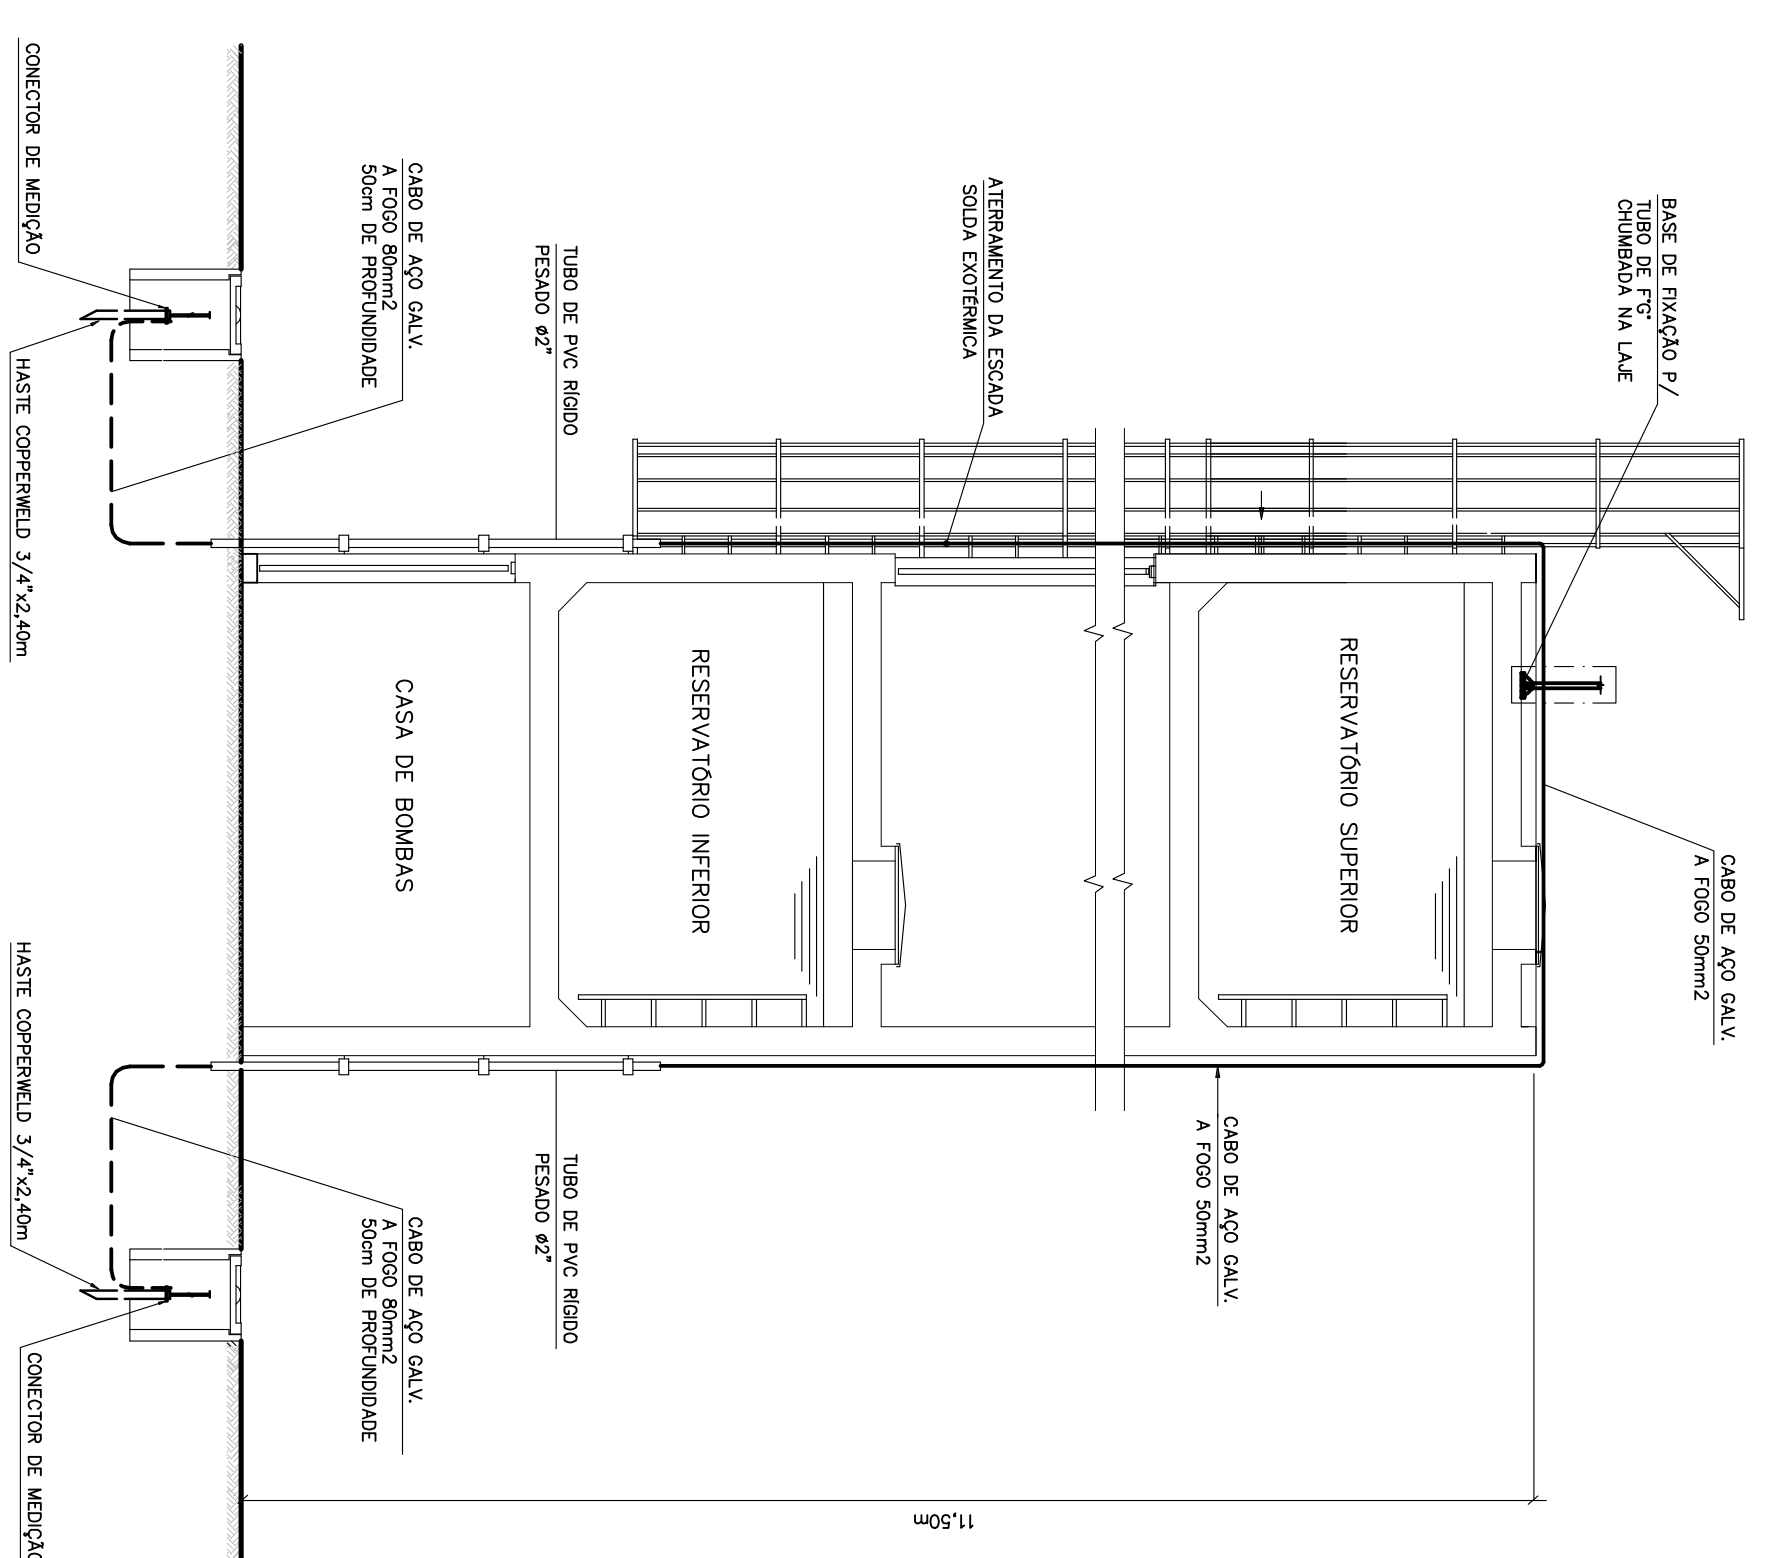 BASE DE FIXAÇÃO P/
TUBO DE F°G°
CHUMBADA NA LAJE
CABO DE AÇO GALV.
A FOGO 50mm2
RESERVATÓRIO SUPERIOR
CABO DE AÇO GALV.
A FOGO 50mm2
ATERRAMENTO DA ESCADA
SOLDA EXOTÉRMICA
11,50m
RESERVATÓRIO INFERIOR
TUBO DE PVC RÍGIDO
PESADO ø2"
TUBO DE PVC RÍGIDO
PESADO ø2"
CABO DE AÇO GALV.
A FOGO 80mm2
50cm DE PROFUNDIDADE
CASA DE BOMBAS
CABO DE AÇO GALV.
A FOGO 80mm2
50cm DE PROFUNDIDADE
CONECTOR DE MEDIÇÃO
HASTE COPPERWELD 3/4"x2,40m
HASTE COPPERWELD 3/4"x2,40m
CONECTOR DE MEDIÇÃO